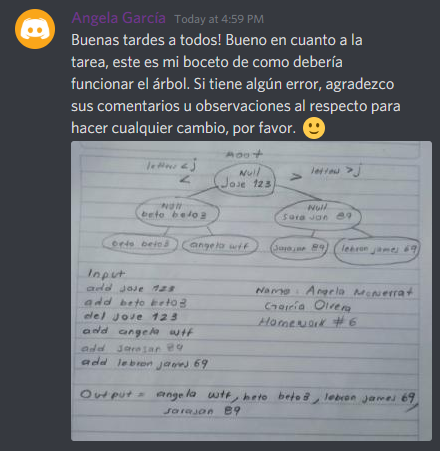 Angela García Today at 4:59 PM
Buenas tardes a todos! Bueno en cuanto a la
tarea, este es mi boceto de como debería
funcionar el árbol. Si tiene algún error, agradezco
sus comentarios u observaciones al respecto para
hacer cualquier cambio, por favor.
Root
letter < j
<
Null
Jose 123
> letter > j
Null
beto beto3
Null
sarajan 89
beto beto3
angela wtf
sarajan 89
lebron james 69
Input
add jose 123
add beto beto3
del jose 123
add angela wtf
add sarajan 89
add lebron james 69
Name: Angela Monserrat
García Olvera
Homework #6
Output = angela wtf, beto beto3, lebron james 69,
sarajan 89